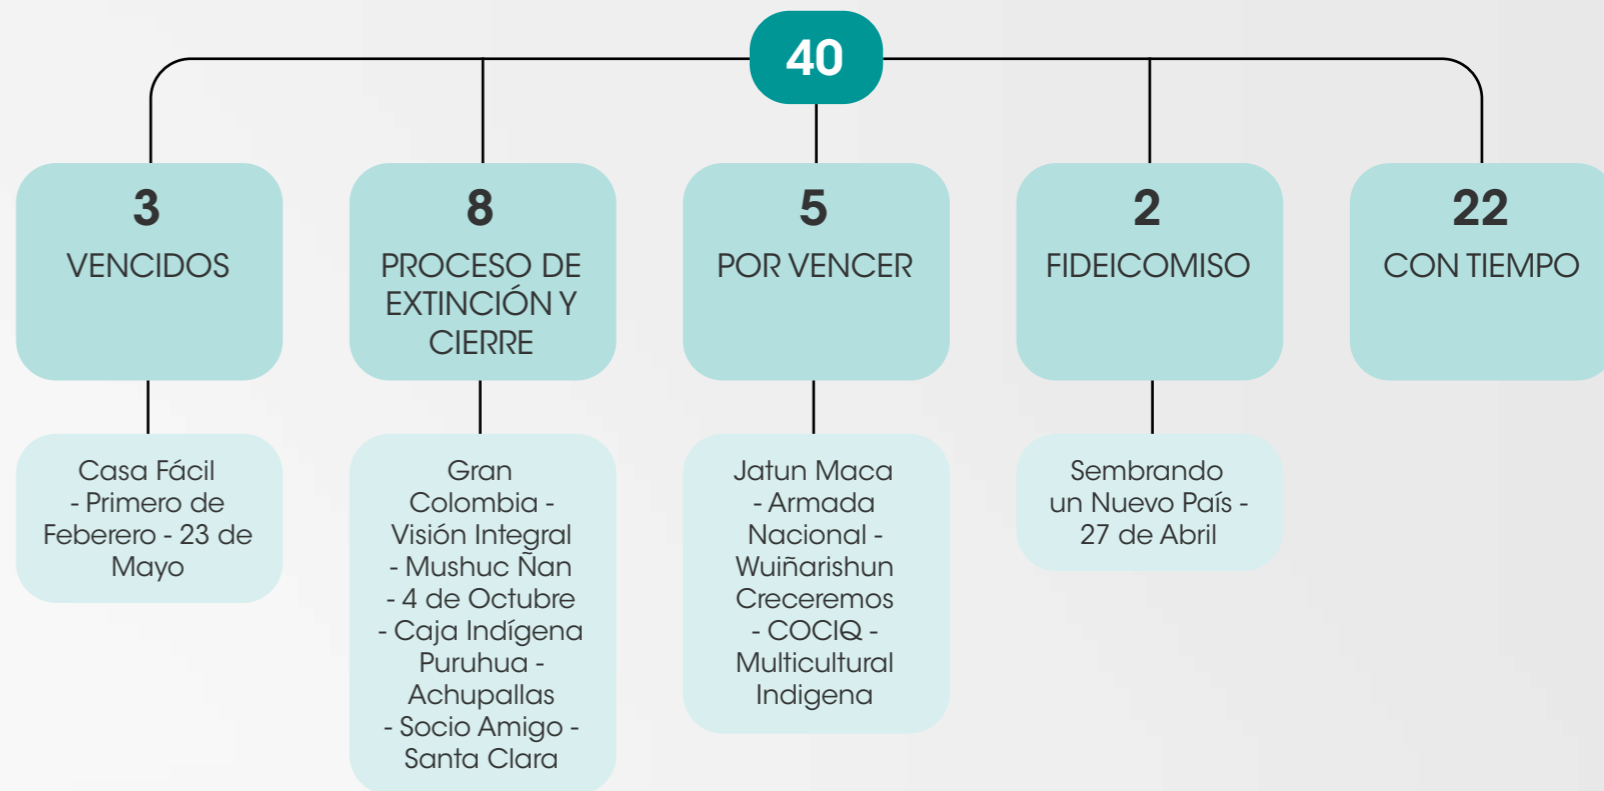 40
3
VENCIDOS
8
PROCESO DE
EXTINCIÓN Y
CIERRE
5
POR VENCER
2
FIDEICOMISO
22
CON TIEMPO
Casa Fácil
- Primero de
Feberero - 23 de
Mayo
Gran
Colombia -
Visión Integral
- Mushuc Ñan
- 4 de Octubre
- Caja Indígena
Puruhua -
Achupallas
- Socio Amigo -
Santa Clara
Jatun Maca
- Armada
Nacional -
Wuiñarishun
Creceremos
- COCIQ -
Multicultural
Indigena
Sembrando
un Nuevo País -
27 de Abril